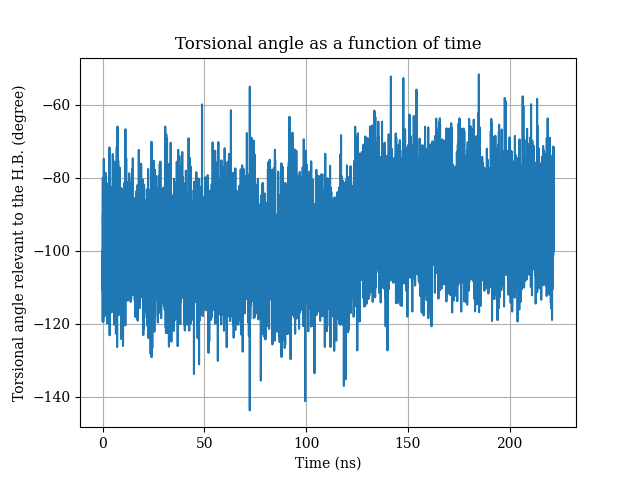 Torsional angle as a function of time
Torsional angle relevant to the H.B. (degree)
−60
−80
−100
−120
−140
0 50 100 150 200
Time (ns)